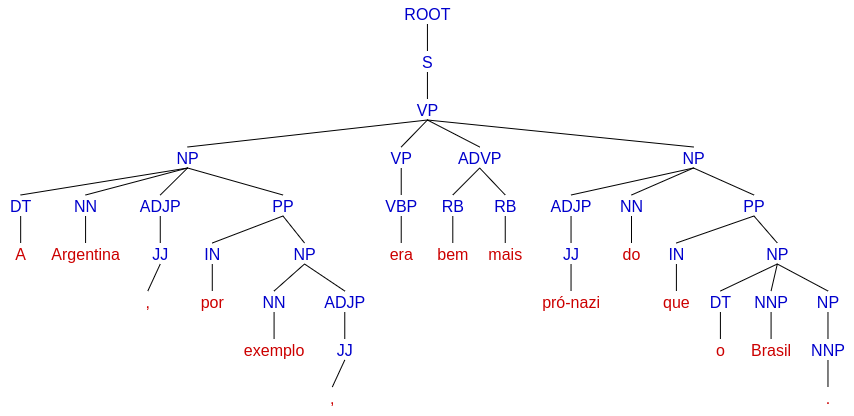 ROOT
S
VP
NP VP ADVP NP
DT NN ADJP PP VBP RB RB ADJP NN PP
A Argentina JJ IN NP era bem mais JJ do IN NP
, por NN ADJP pró-nazi que DT NNP NP
exemplo JJ o Brasil NNP
, .